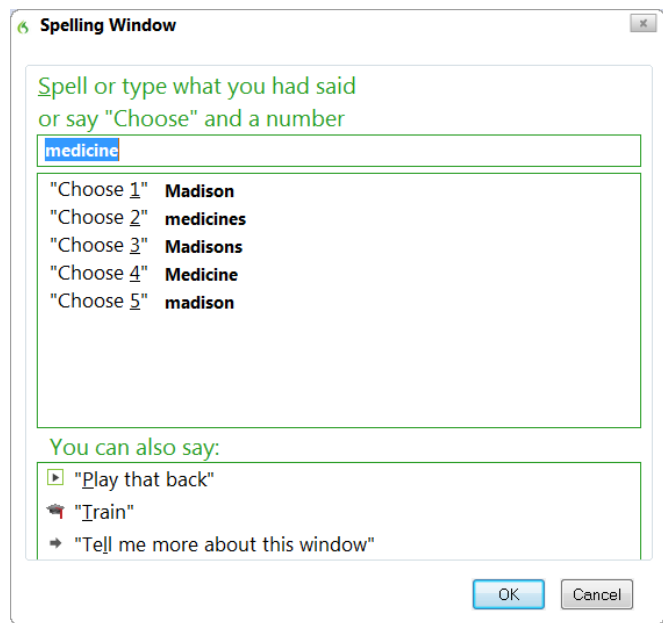 Spelling Window
Spell or type what you had said
or say "Choose" and a number
medicine
"Choose 1" Madison
"Choose 2" medicines
"Choose 3" Madisons
"Choose 4" Medicine
"Choose 5" madison
You can also say:
"Play that back"
"Train"
"Tell me more about this window"
OK Cancel